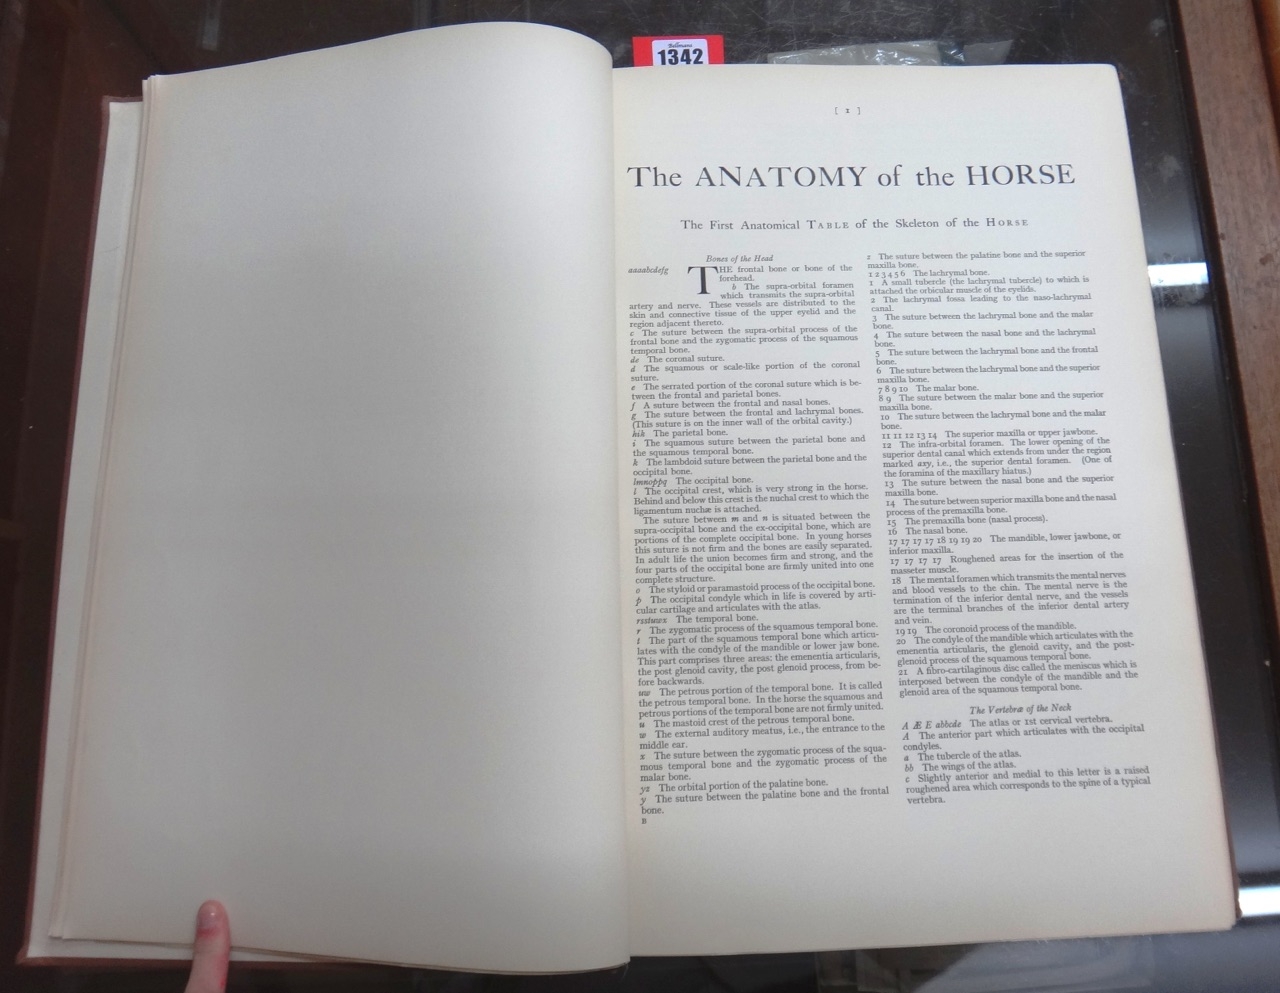 Bellmans
1342
[ 1 ]
The ANATOMY of the HORSE
The First Anatomical TABLE of the Skeleton of the HORSE
Bones of the Head
aaaabcdefg THE frontal bone or bone of the
forehead.
b The supra-orbital foramen
which transmits the supra-orbital
artery and nerve. These vessels are distributed to the
skin and connective tissue of the upper eyelid and the
region adjacent thereto.
c The suture between the supra-orbital process of the
frontal bone and the zygomatic process of the squamous
temporal bone.
de The coronal suture.
d The squamous or scale-like portion of the coronal
suture.
e The serrated portion of the coronal suture which is be-
tween the frontal and parietal bones.
f A suture between the frontal and nasal bones.
g The suture between the frontal and lachrymal bones.
(This suture is on the inner wall of the orbital cavity.)
hik The parietal bone.
i The squamous suture between the parietal bone and
the squamous temporal bone.
k The lambdoid suture between the parietal bone and the
occipital bone.
lmnoppq The occipital bone.
l The occipital crest, which is very strong in the horse.
Behind and below this crest is the nuchal crest to which the
ligamentum nuchæ is attached.
The suture between m and n is situated between the
supra-occipital bone and the ex-occipital bone, which are
portions of the complete occipital bone. In young horses
this suture is not firm and the bones are easily separated.
In adult life the union becomes firm and strong, and the
four parts of the occipital bone are firmly united into one
complete structure.
o The styloid or paramastoid process of the occipital bone.
p The occipital condyle which in life is covered by arti-
cular cartilage and articulates with the atlas.
rstuwx The temporal bone.
r The zygomatic process of the squamous temporal bone.
t The part of the squamous temporal bone which articu-
lates with the condyle of the mandible or lower jaw bone.
This part comprises three areas: the ementia articularis,
the post glenoid cavity, the post glenoid process, from be-
fore backwards.
uw The petrous portion of the temporal bone. It is called
the petrous temporal bone. In the horse the squamous and
petrous portions of the temporal bone are not firmly united.
u The mastoid crest of the petrous temporal bone.
w The external auditory meatus, i.e., the entrance to the
middle ear.
x The suture between the zygomatic process of the squa-
mous temporal bone and the zygomatic process of the
malar bone.
yz The orbital portion of the palatine bone.
y The suture between the palatine bone and the frontal
bone.
B
z The suture between the palatine bone and the superior
maxilla bone.
1 2 3 4 5 6 The lachrymal bone.
1 A small tubercle (the lachrymal tubercle) to which is
attached the orbicular muscle of the eyelids.
2 The lachrymal fossa leading to the naso-lachrymal
canal.
3 The suture between the lachrymal bone and the malar
bone.
4 The suture between the nasal bone and the lachrymal
bone.
5 The suture between the lachrymal bone and the frontal
bone.
6 The suture between the lachrymal bone and the superior
maxilla bone.
7 8 9 10 The malar bone.
8 9 The suture between the malar bone and the superior
maxilla bone.
10 The suture between the lachrymal bone and the malar
bone.
11 11 12 13 14 The superior maxilla or upper jawbone.
12 The infra-orbital foramen. The lower opening of the
superior dental canal which extends from under the region
marked axy, i.e., the superior dental foramen. (One of
the foramina of the maxillary hiatus.)
13 The suture between the nasal bone and the superior
maxilla bone.
14 The suture between superior maxilla bone and the nasal
process of the premaxilla bone.
15 The premaxilla bone (nasal process).
16 The nasal bone.
17 17 17 17 18 19 19 20 The mandible, lower jawbone, or
inferior maxilla.
17 17 17 17 Roughened areas for the insertion of the
masseter muscle.
18 The mental foramen which transmits the mental nerves
and blood vessels to the chin. The mental nerve is the
termination of the inferior dental nerve, and the vessels
are the terminal branches of the inferior dental artery
and vein.
19 19 The coronoid process of the mandible.
20 The condyle of the mandible which articulates with the
ementia articularis, the glenoid cavity, and the post-
glenoid process of the squamous temporal bone.
21 A fibro-cartilaginous disc called the meniscus which is
interposed between the condyle of the mandible and the
glenoid area of the squamous temporal bone.
The Vertebræ of the Neck
A Æ E abbcde The atlas or 1st cervical vertebra.
A The anterior part which articulates with the occipital
condyles.
a The tubercle of the atlas.
bb The wings of the atlas.
c Slightly anterior and medial to this letter is a raised
roughened area which corresponds to the spine of a typical
vertebra.